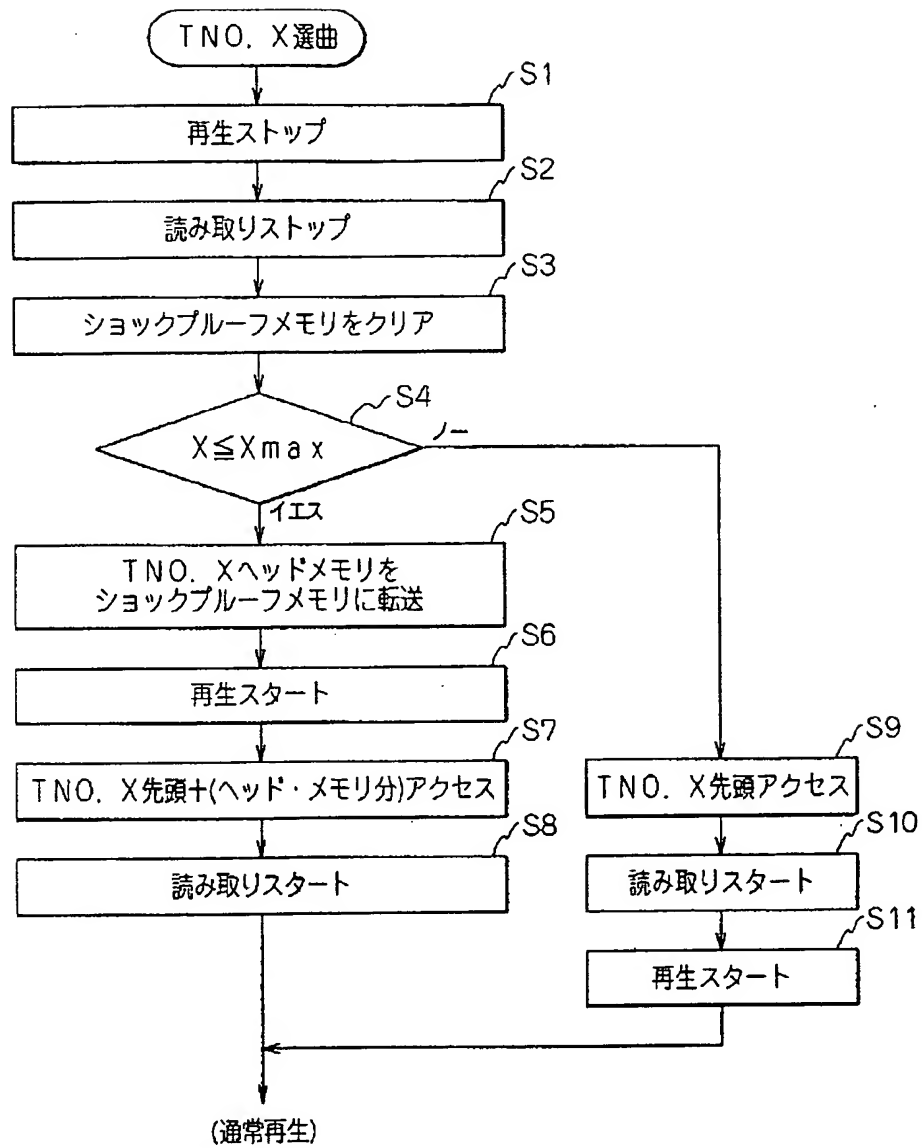 TNO. X選曲
S1
再生ストップ
S2
読み取りストップ
S3
ショックプルーフメモリをクリア
S4
X≦Xmax
ノー
イエス
S5
TNO. Xヘッドメモリを
ショックプルーフメモリに転送
S6
再生スタート
S7
TNO. X先頭+(ヘッド・メモリ分)アクセス
S8
読み取りスタート
S9
TNO. X先頭アクセス
S10
読み取りスタート
S11
再生スタート
(通常再生)